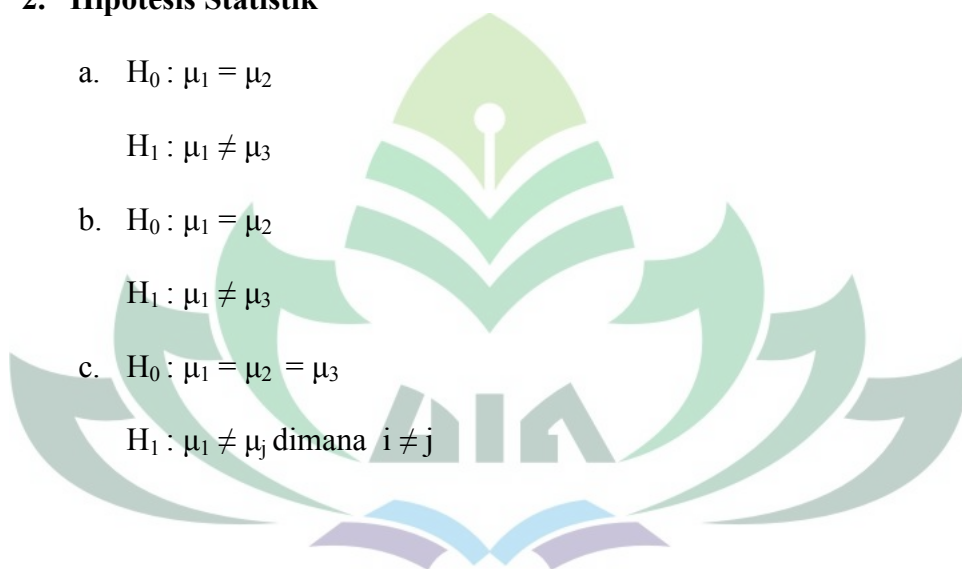 2. Hipotesis Statistik
a. H₀ : μ₁ = μ₂
H₁ : μ₁ ≠ μ₃
b. H₀ : μ₁ = μ₂
H₁ : μ₁ ≠ μ₃
c. H₀ : μ₁ = μ₂ = μ₃
H₁ : μ₁ ≠ μⱼ dimana i ≠ j